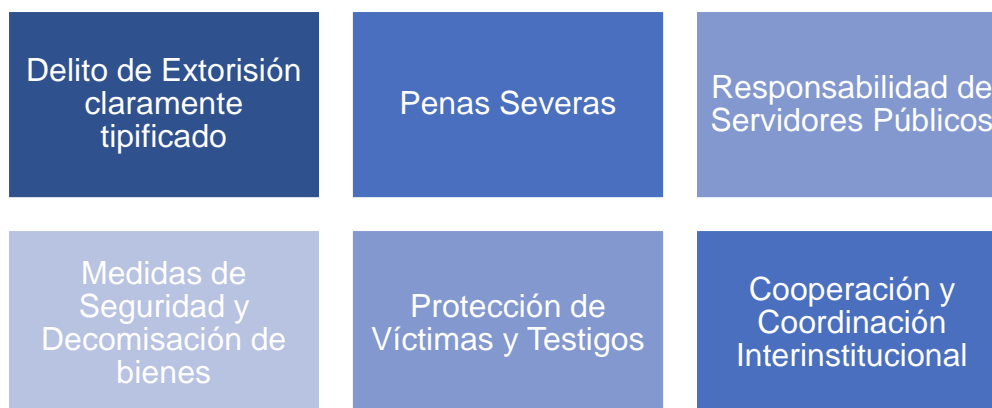 Delito de Extorisión
claramente
tipificado
Penas Severas
Responsabilidad de
Servidores Públicos
Medidas de
Seguridad y
Decomisación de
bienes
Protección de
Víctimas y Testigos
Cooperación y
Coordinación
Interinstitucional